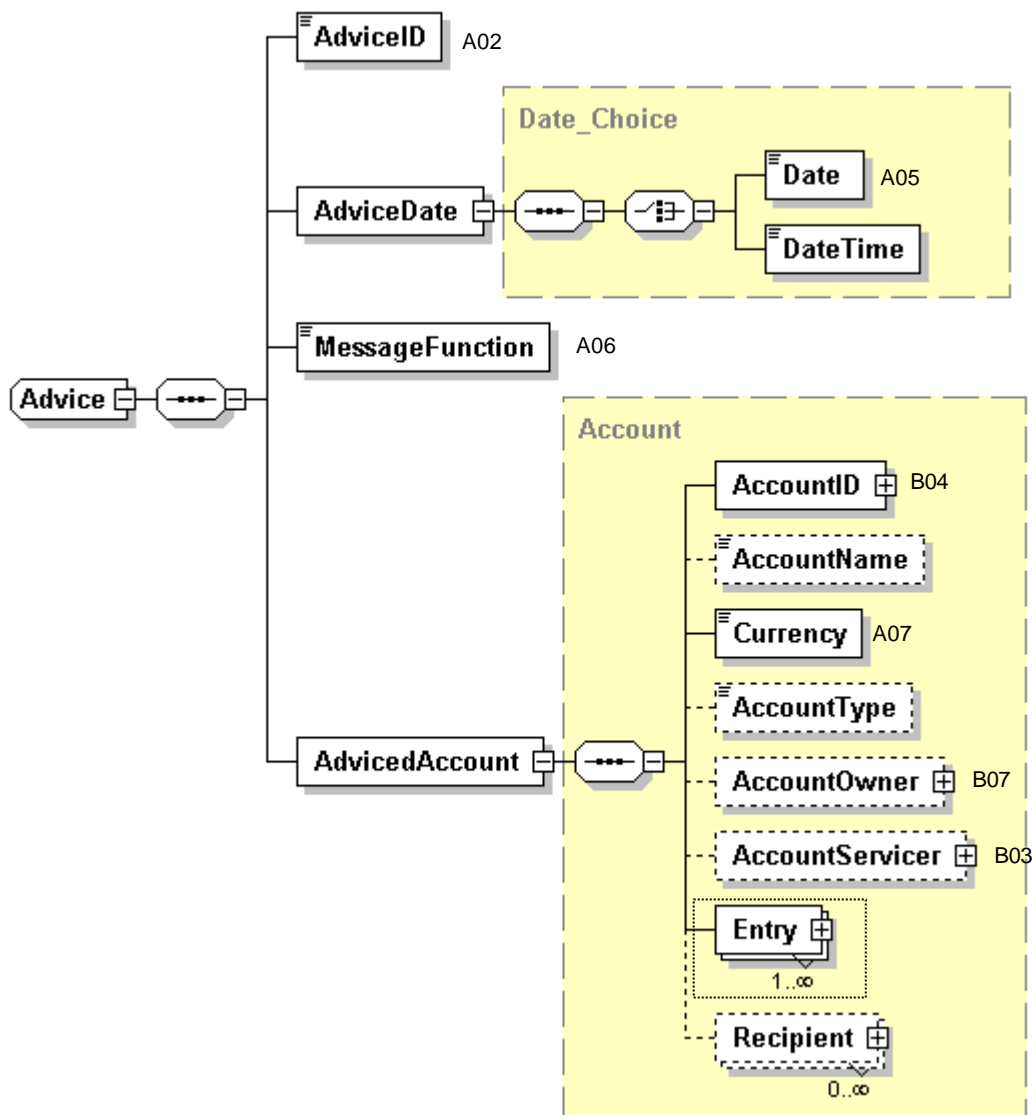 AdviceID A02
Date_Choice
Date A05
AdviceDate
DateTime
MessageFunction A06
Advice
Account
AccountID B04
AccountName
Currency A07
AccountType
AdvicedAccount
AccountOwner B07
AccountServicer B03
Entry
1..∞
Recipient
0..∞